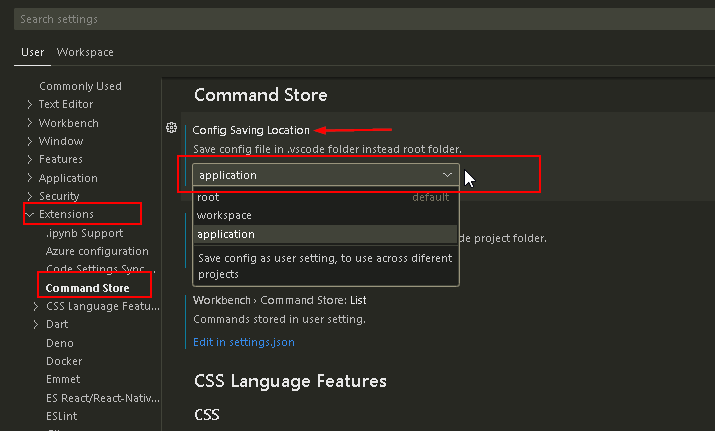 Search settings
User Workspace
Commonly Used
Text Editor
Workbench
Window
Features
Application
Security
Extensions
.ipynb Support
Azure configuration
Code Settings Sync ...
Command Store
CSS Language Featu...
Dart
Deno
Docker
Emmet
ES React/React-Nativ...
ESLint
Command Store
Config Saving Location
Save config file in .vscode folder instead root folder.
application
root default
workspace
application
Save config as user setting, to use across diferent
projects
de project folder.
Workbench › Command Store: List
Commands stored in user setting.
Edit in settings.json
CSS Language Features
CSS